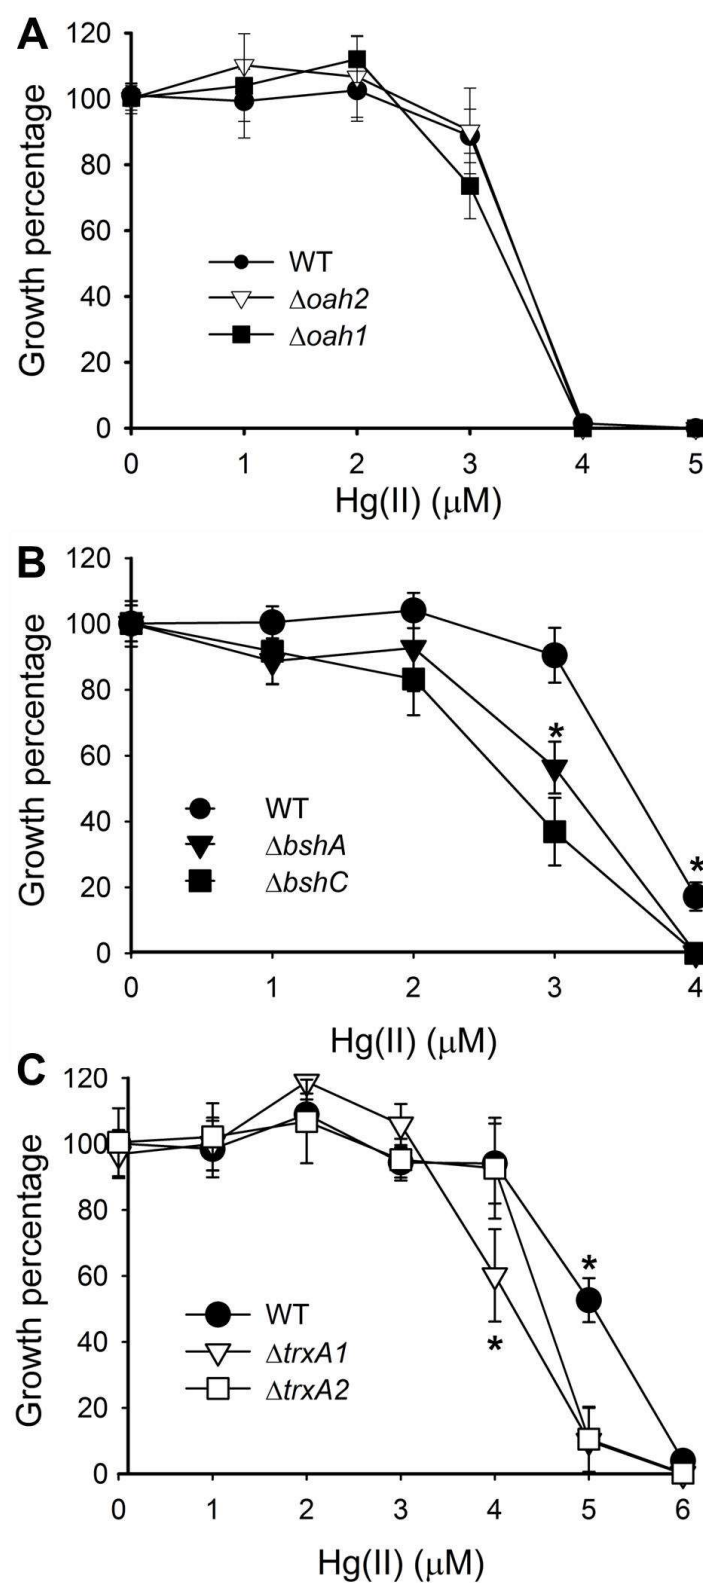 A
120
100
80
60
40
20
0
Growth percentage
WT
Δoah2
Δoah1
0 1 2 3 4 5
Hg(II) (μM)
B
120
100
80
60
40
20
0
Growth percentage
*
*
WT
ΔbshA
ΔbshC
0 1 2 3 4
Hg(II) (μM)
C
120
100
80
60
40
20
0
Growth percentage
*
*
WT
ΔtrxA1
ΔtrxA2
0 1 2 3 4 5 6
Hg(II) (μM)